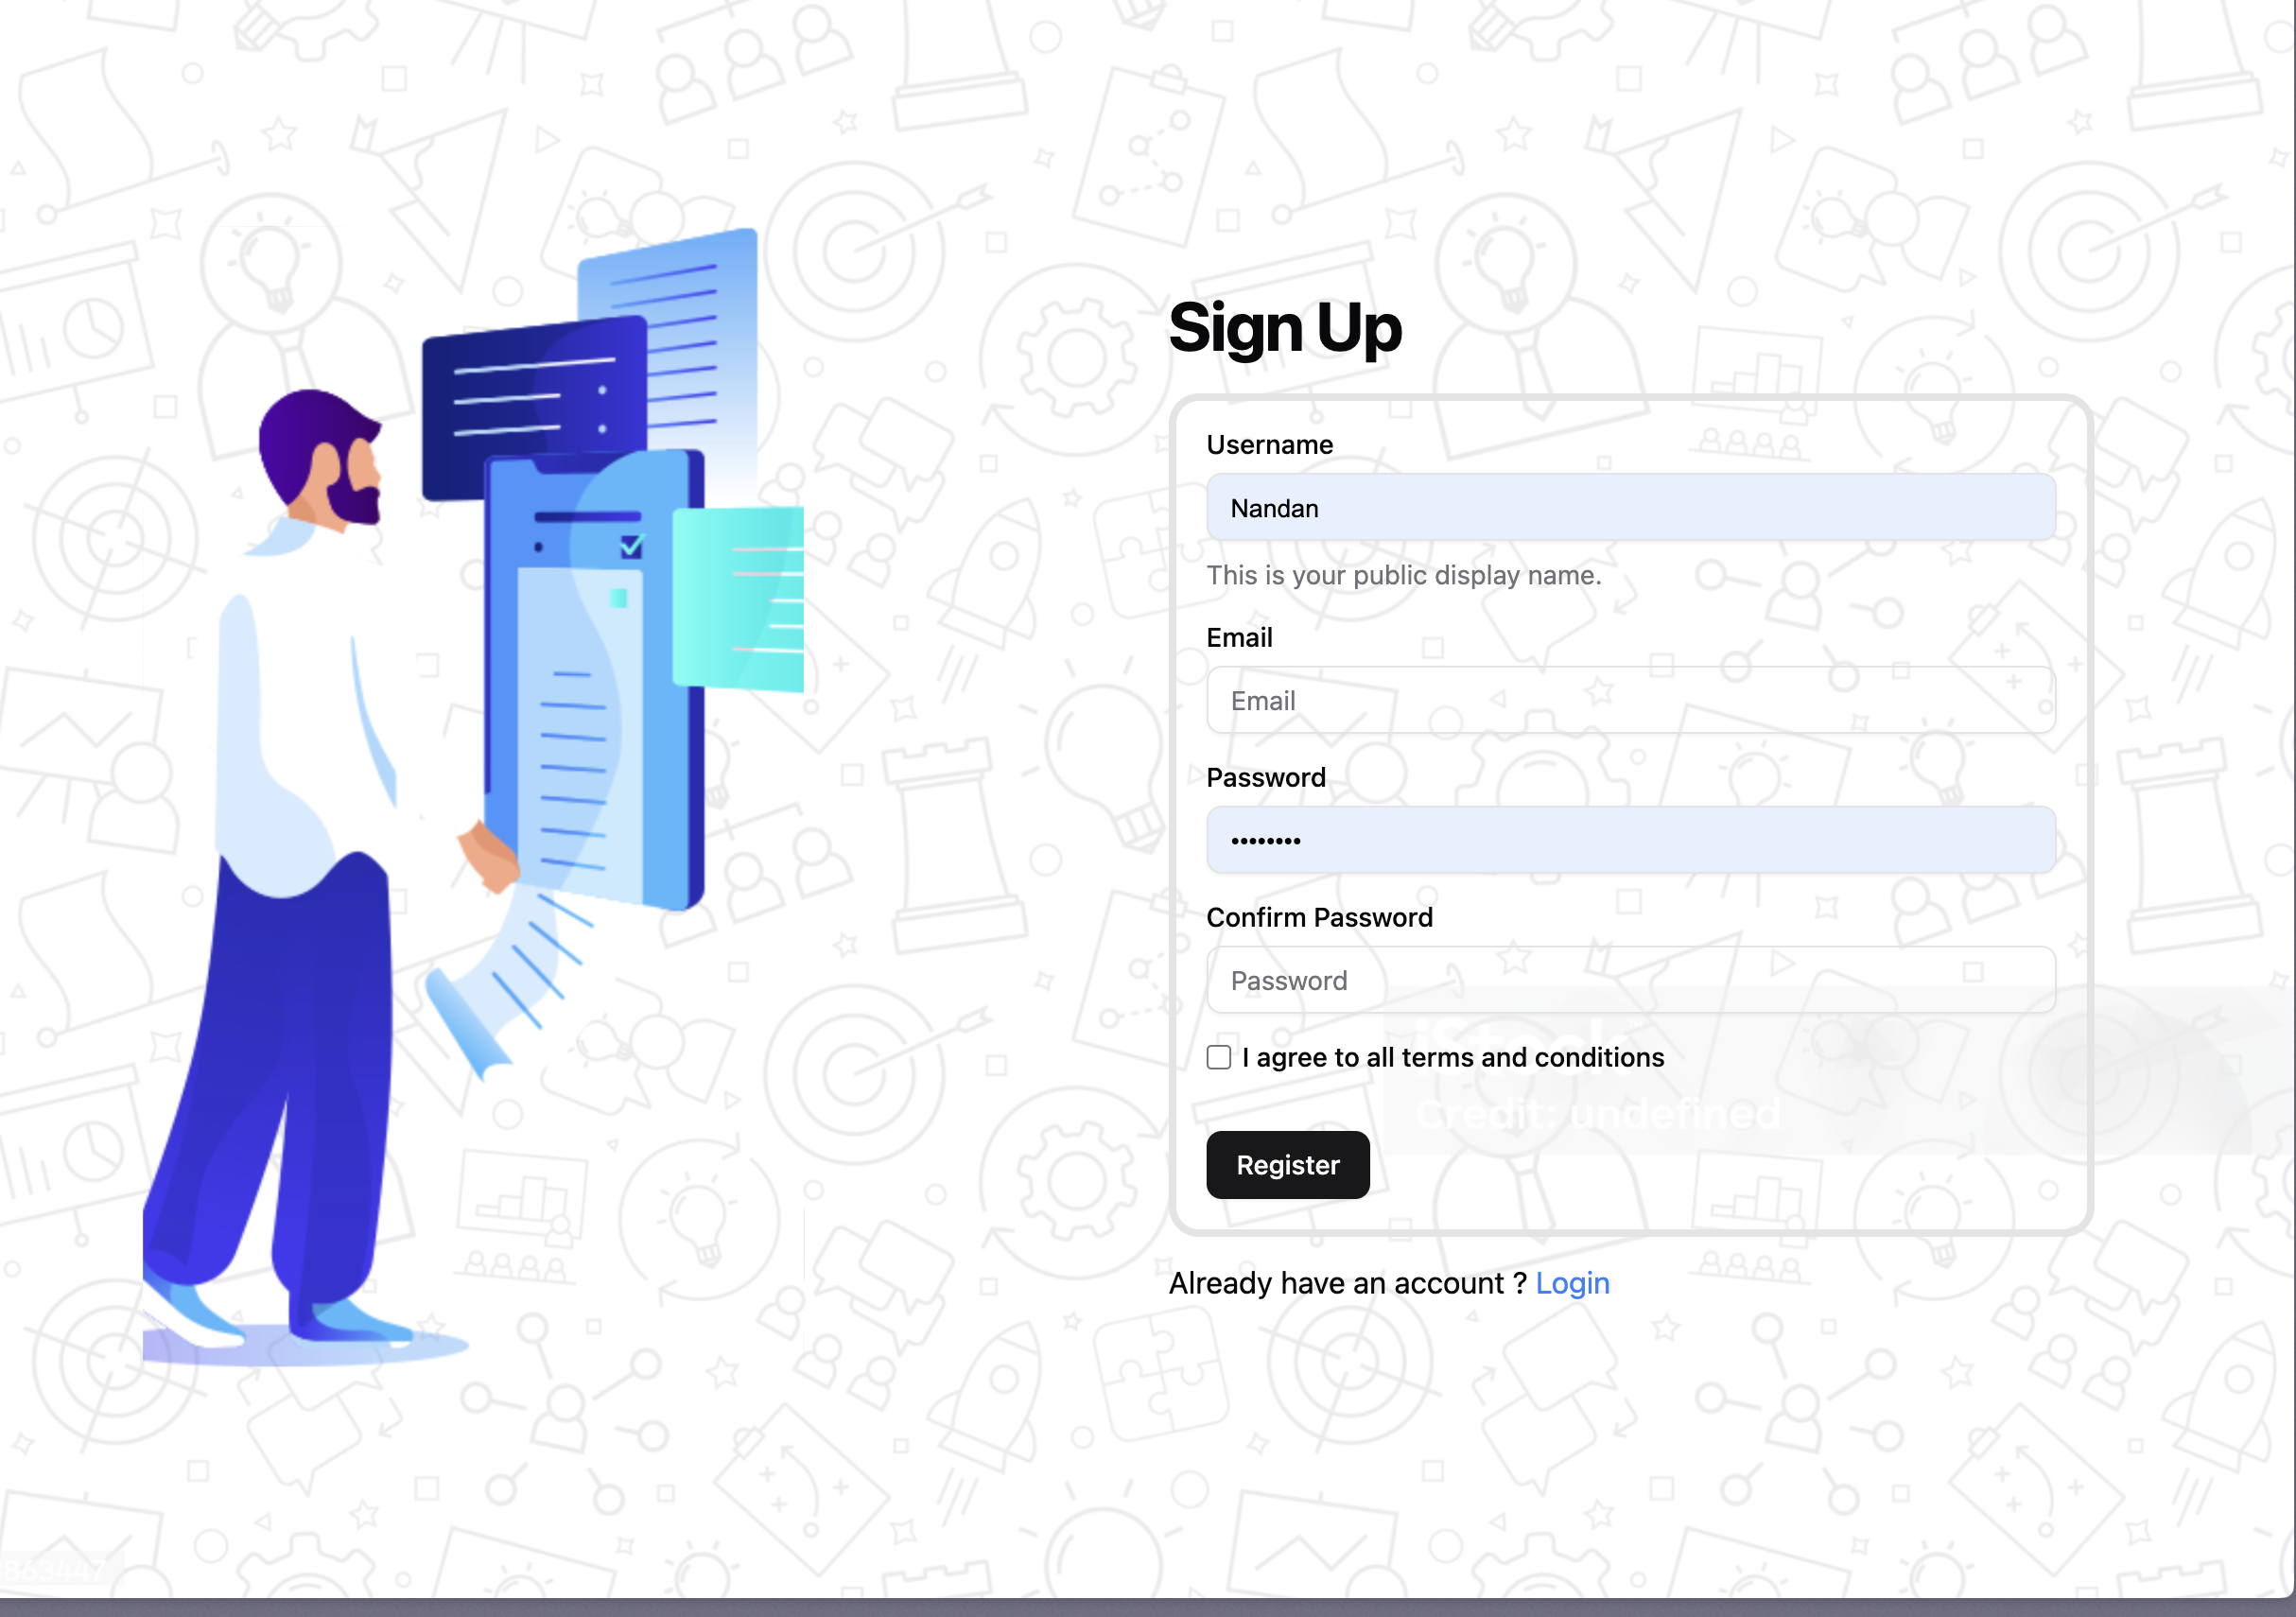 Sign Up
Username
Nandan
This is your public display name.
Email
Email
Password
••••••••
Confirm Password
Password
iStock
I agree to all terms and conditions
Credit: undefined
Register
Already have an account ? Login
863447